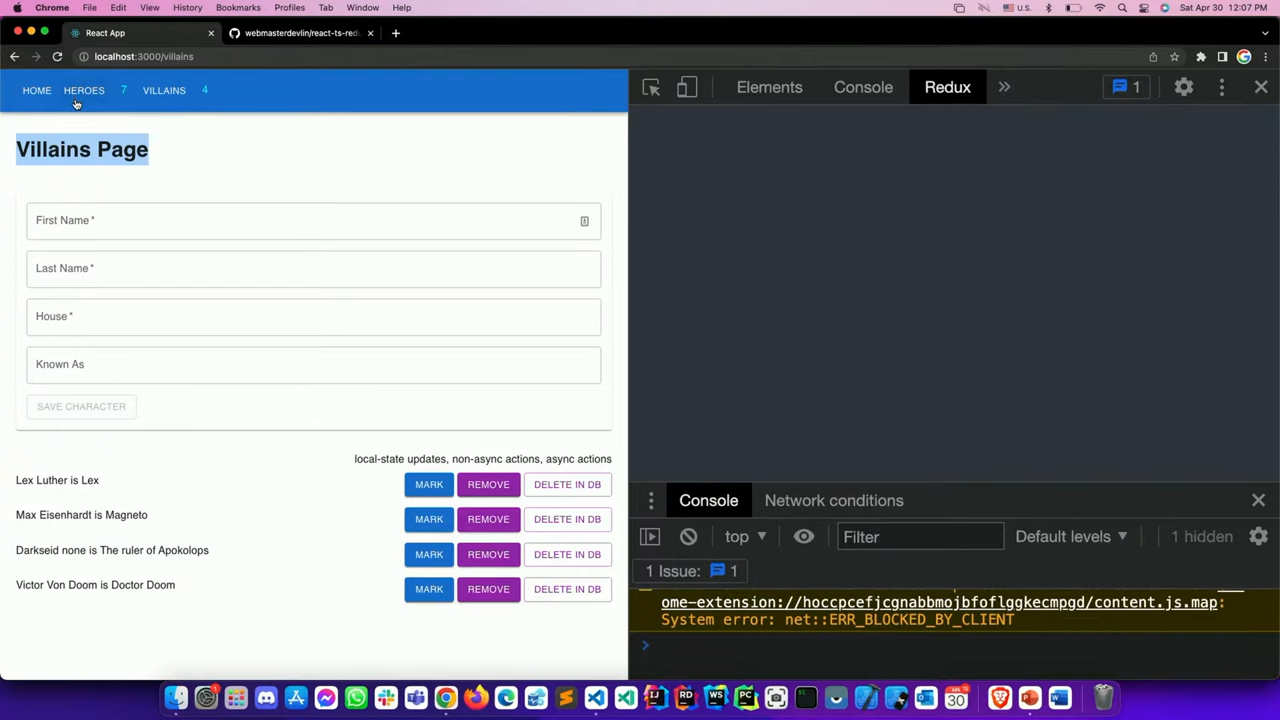 Chrome File Edit View History Bookmarks Profiles Tab Window Help U.S. Sat Apr 30 12:07 PM
React App webmasterdevlin/react-ts-red
localhost:3000/villains
HOME HEROES 7 VILLAINS 4
Villains Page
First Name *
Last Name *
House *
Known As
SAVE CHARACTER
local-state updates, non-async actions, async actions
Lex Luther is Lex MARK REMOVE DELETE IN DB
Max Eisenhardt is Magneto MARK REMOVE DELETE IN DB
Darkseid none is The ruler of Apokolops MARK REMOVE DELETE IN DB
Victor Von Doom is Doctor Doom MARK REMOVE DELETE IN DB
Elements Console Redux » 1
Console Network conditions
top Filter Default levels 1 hidden
1 Issue: 1
ome-extension://hoccpcefjcgnabbmojbfoflggkecmpgd/content.js.map:
System error: net::ERR_BLOCKED_BY_CLIENT